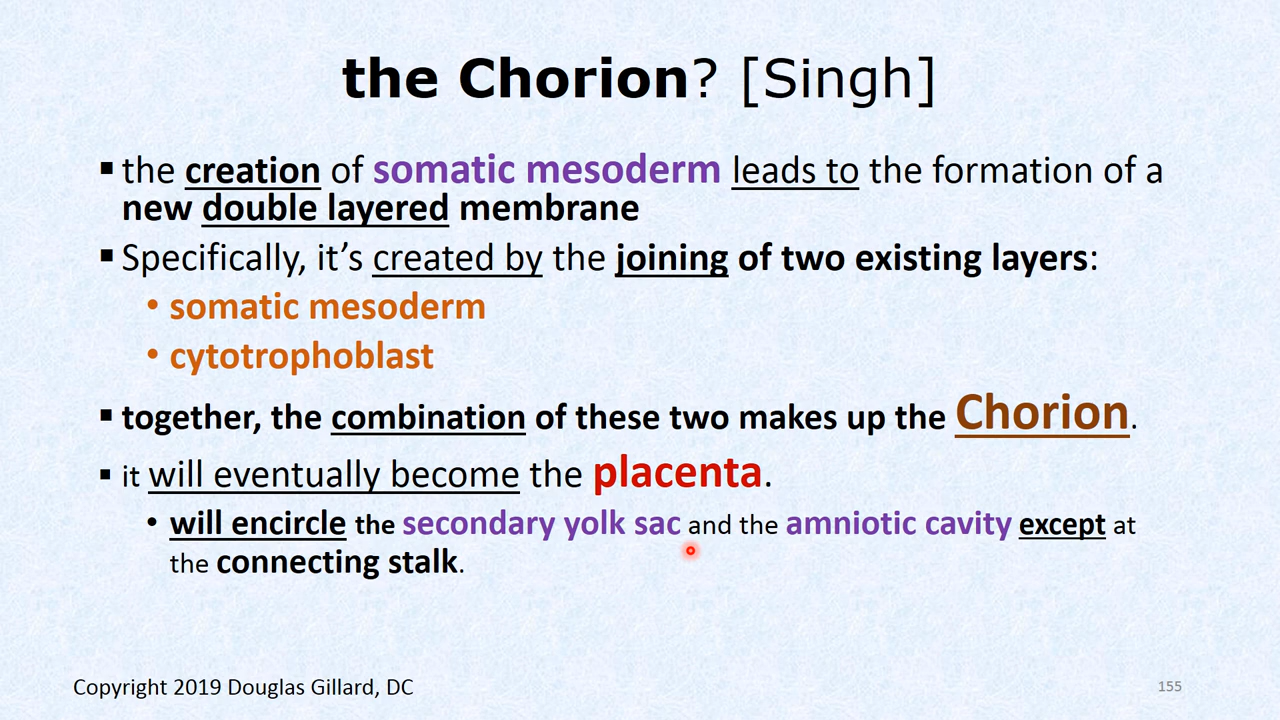 the Chorion? [Singh]
▪ the creation of somatic mesoderm leads to the formation of a
new double layered membrane
▪ Specifically, it’s created by the joining of two existing layers:
• somatic mesoderm
• cytotrophoblast
▪ together, the combination of these two makes up the Chorion.
▪ it will eventually become the placenta.
• will encircle the secondary yolk sac and the amniotic cavity except at
the connecting stalk.
Copyright 2019 Douglas Gillard, DC
155